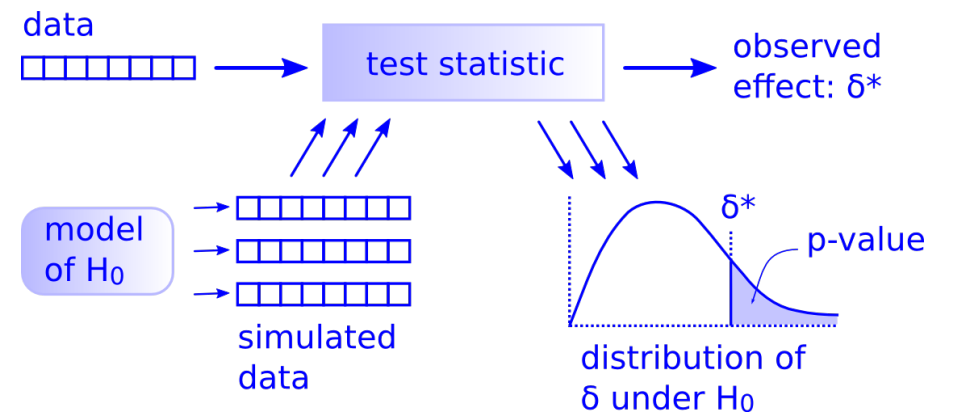 data
test statistic
observed
effect: δ*
model
of H₀
simulated
data
δ*
p-value
distribution of
δ under H₀